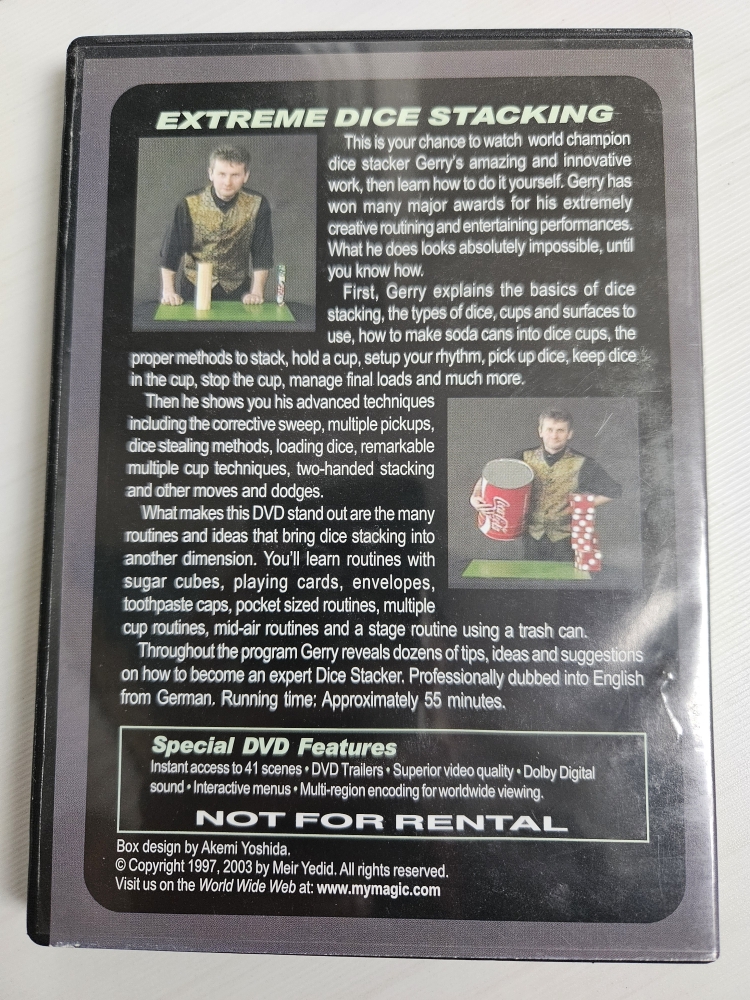 EXTREME DICE STACKING
This is your chance to watch world champion
dice stacker Gerry's amazing and innovative
work, then learn how to do it yourself. Gerry has
won many major awards for his extremely
creative routining and entertaining performances.
What he does looks absolutely impossible, until
you know how.
First, Gerry explains the basics of dice
stacking, the types of dice, cups and surfaces to
use, how to make soda cans into dice cups, the
proper methods to stack, hold a cup, setup your rhythm, pick up dice, keep dice
in the cup, stop the cup, manage final loads and much more.
Then he shows you his advanced techniques
including the corrective sweep, multiple pickups,
dice stealing methods, loading dice, remarkable
multiple cup techniques, two-handed stacking
and other moves and dodges.
What makes this DVD stand out are the many
routines and ideas that bring dice stacking into
another dimension. You'll learn routines with
sugar cubes, playing cards, envelopes,
toothpaste caps, pocket sized routines, multiple
cup routines, mid-air routines and a stage routine using a trash can.
Throughout the program Gerry reveals dozens of tips, ideas and suggestions
on how to become an expert Dice Stacker. Professionally dubbed into English
from German. Running time: Approximately 55 minutes.
Coca-Cola
Special DVD Features
Instant access to 41 scenes • DVD Trailers • Superior video quality • Dolby Digital
sound • Interactive menus • Multi-region encoding for worldwide viewing.
NOT FOR RENTAL
Box design by Akemi Yoshida.
© Copyright 1997, 2003 by Meir Yedid. All rights reserved.
Visit us on the World Wide Web at: www.mymagic.com